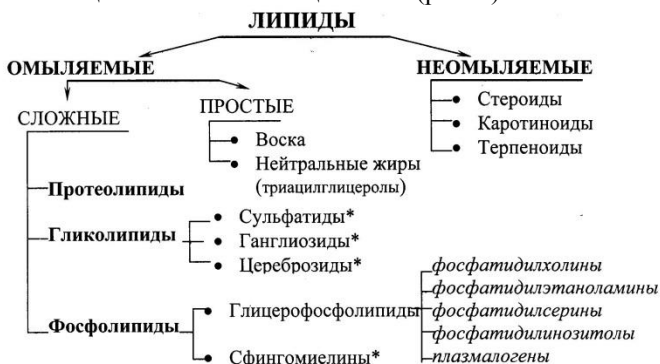 ЛИПИДЫ
ОМЫЛЯЕМЫЕ
НЕОМЫЛЯЕМЫЕ
СЛОЖНЫЕ
ПРОСТЫЕ
• Стероиды
• Каротиноиды
• Терпеноиды
• Воска
• Нейтральные жиры
(триацилглицеролы)
Протеолипиды
Гликолипиды
• Сульфатиды*
• Ганглиозиды*
• Цереброзиды*
Фосфолипиды
• Глицерофосфолипиды
фосфатидилхолины
фосфатидилэтаноламины
фосфатидилсерины
фосфатидилинозитолы
плазмалогены
• Сфингомиелины*